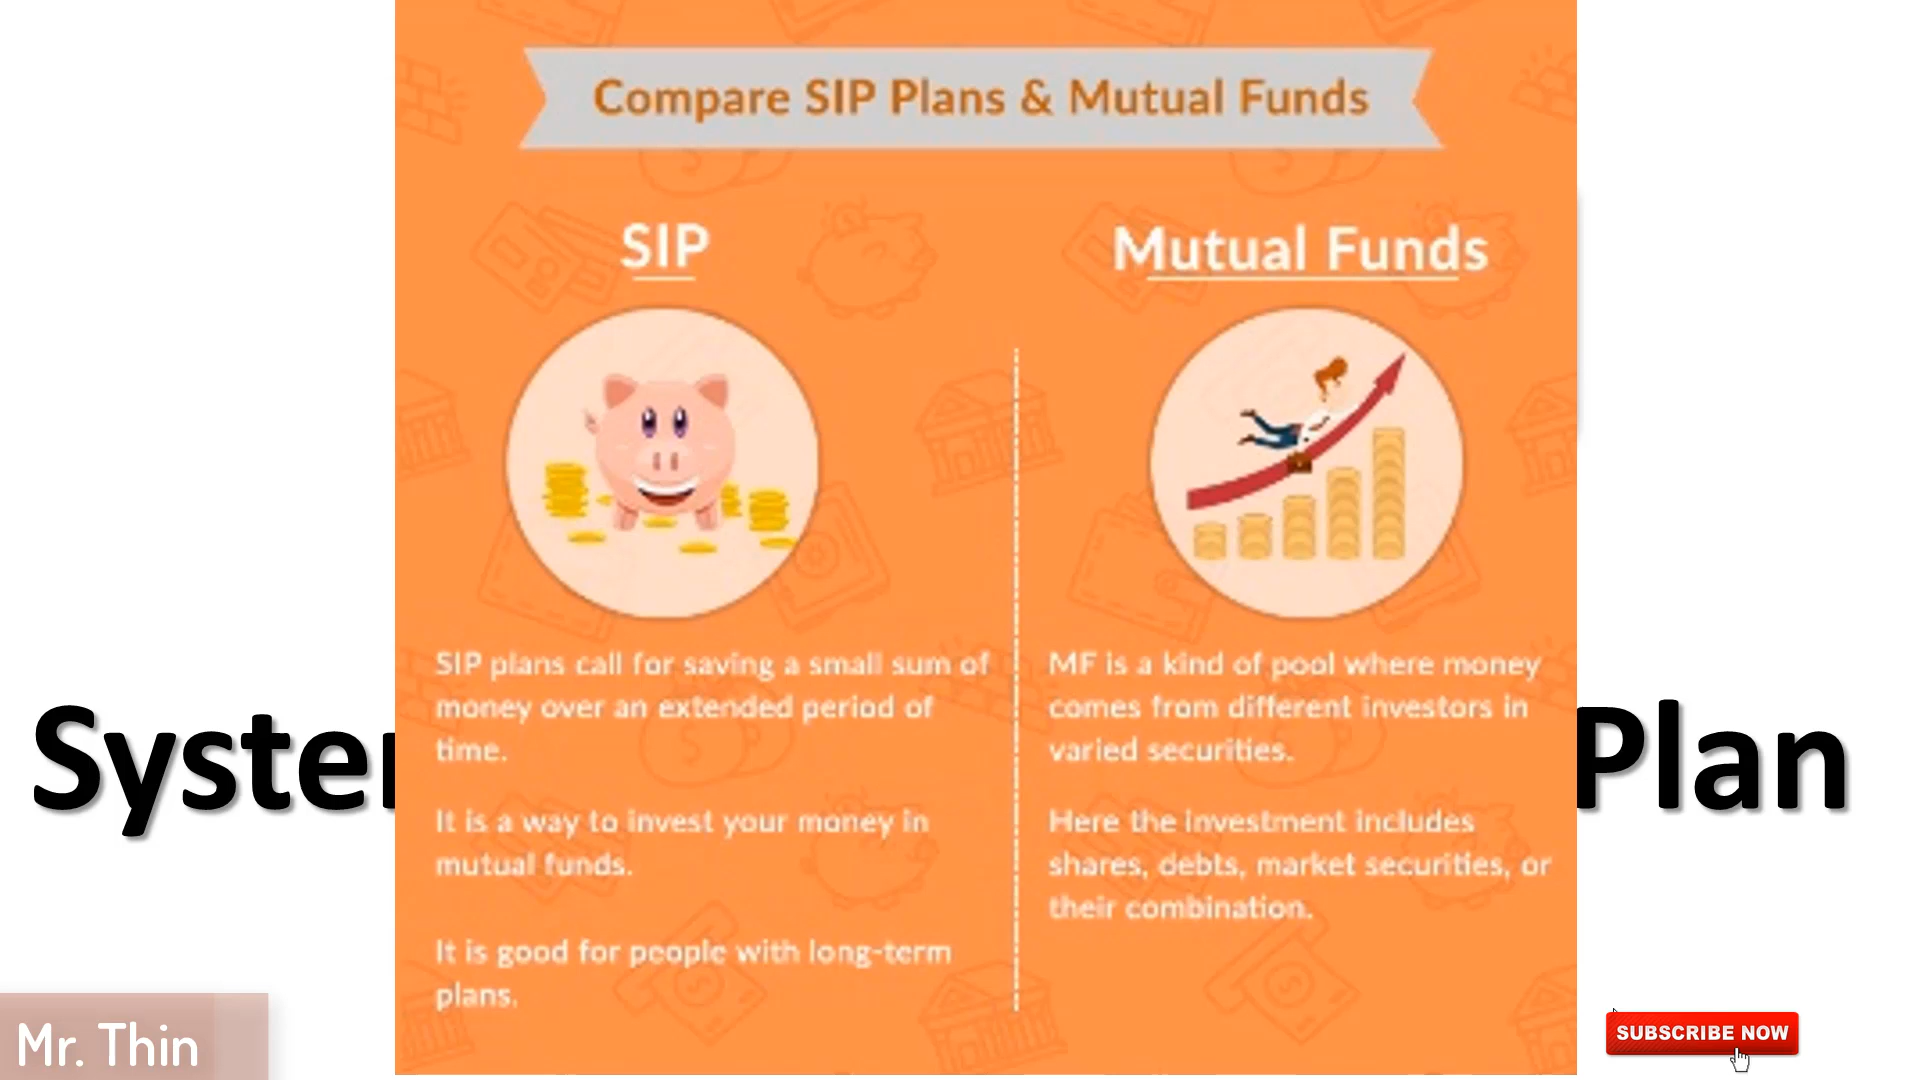 Compare SIP Plans & Mutual Funds
SIP
SIP plans call for saving a small sum of
money over an extended period of
time.
It is a way to invest your money in
mutual funds.
It is good for people with long-term
plans.
Mutual Funds
MF is a kind of pool where money
comes from different investors in
varied securities.
Here the investment includes
shares, debts, market securities, or
their combination.
Plan
Mr. Thin
SUBSCRIBE NOW